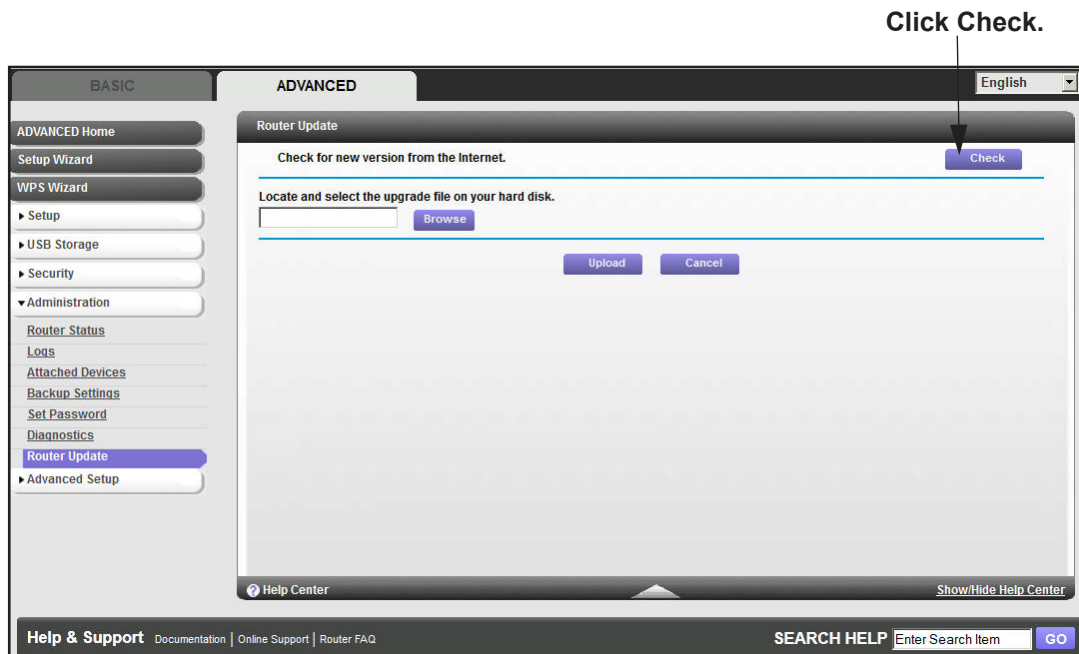 Click Check.
BASIC
ADVANCED
English
ADVANCED Home
Setup Wizard
WPS Wizard
Setup
USB Storage
Security
Administration
Router Status
Logs
Attached Devices
Backup Settings
Set Password
Diagnostics
Router Update
Advanced Setup
Router Update
Check for new version from the Internet.
Check
Locate and select the upgrade file on your hard disk.
Browse
Upload Cancel
Help Center
Show/Hide Help Center
Help & Support Documentation | Online Support | Router FAQ
SEARCH HELP Enter Search Item GO